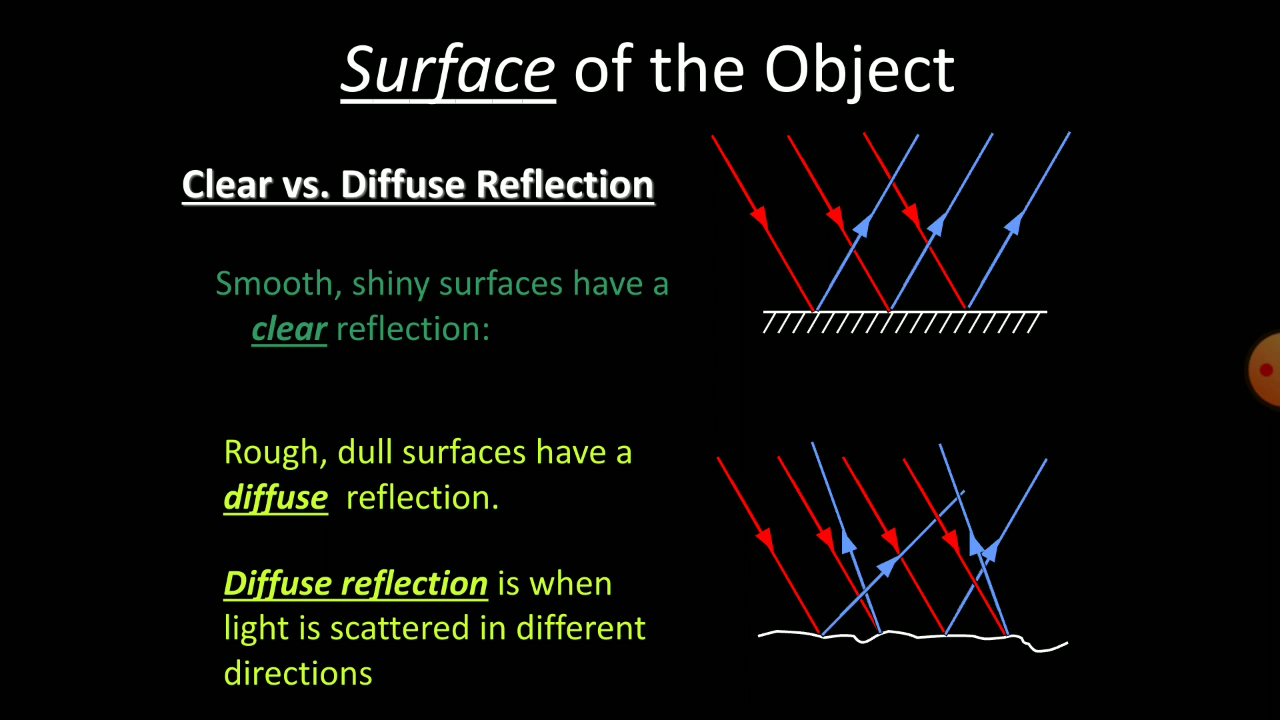 Surface of the Object
Clear vs. Diffuse Reflection
Smooth, shiny surfaces have a
clear reflection:
Rough, dull surfaces have a
diffuse reflection.
Diffuse reflection is when
light is scattered in different
directions